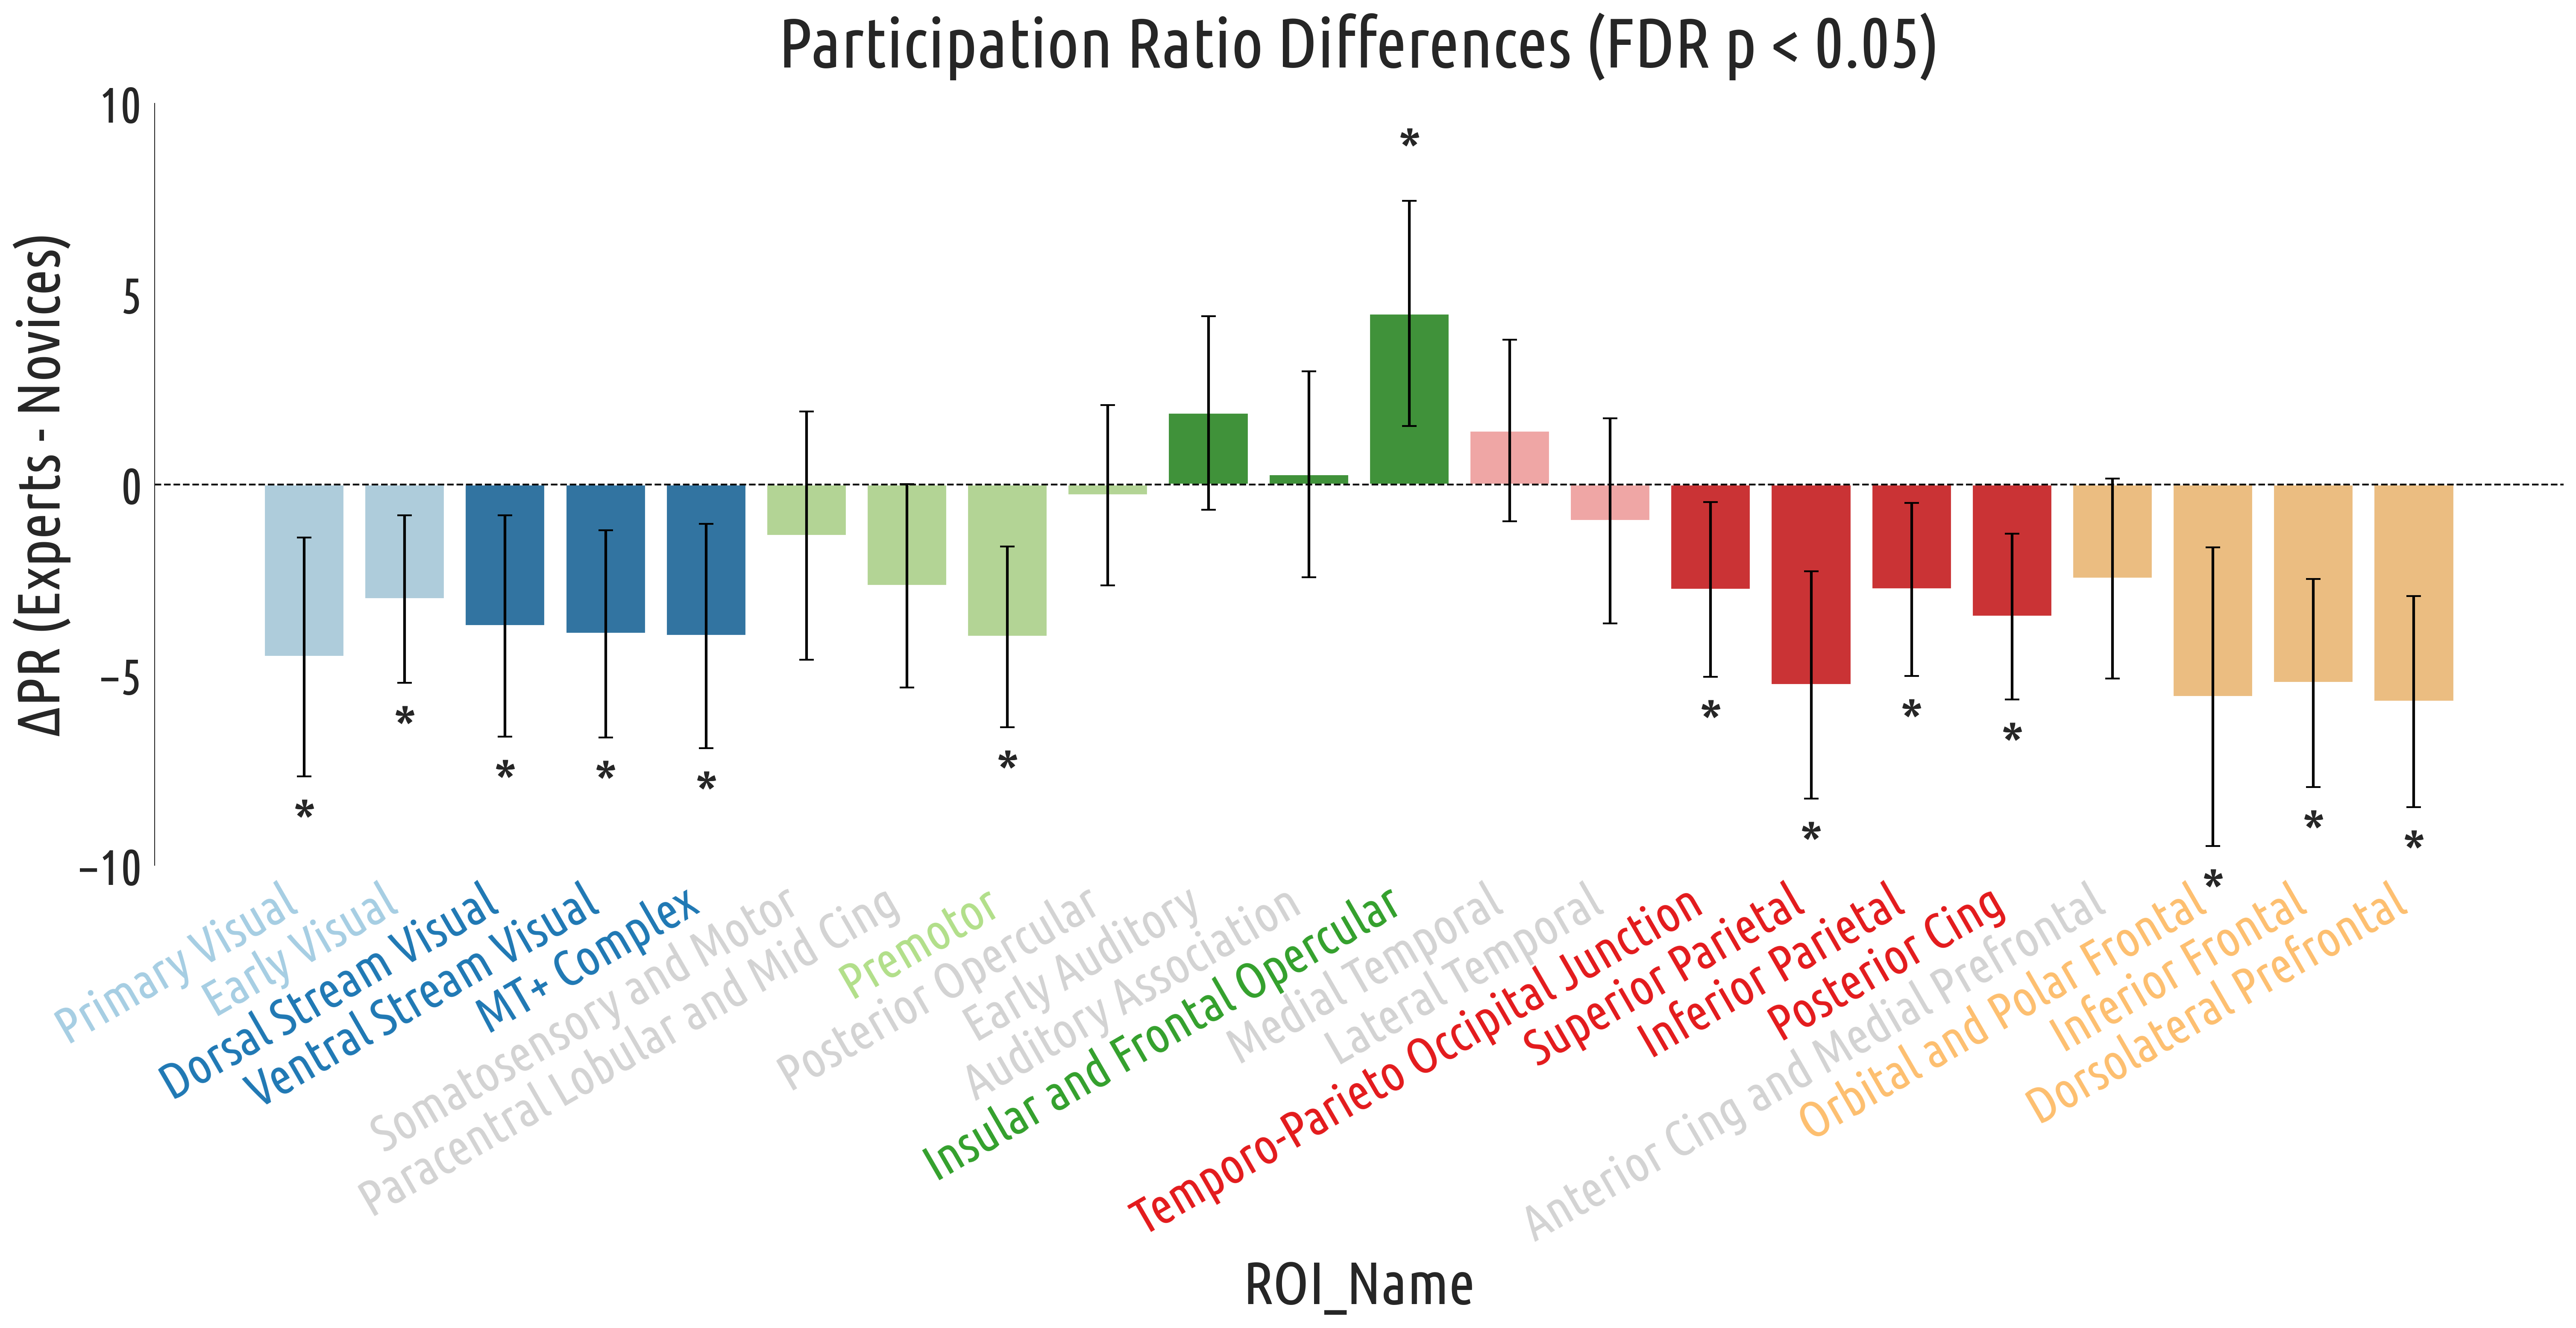 Participation Ratio Differences (FDR p < 0.05)
ΔPR (Experts - Novices)
10
5
0
−5
−10
*
*
*
*
*
*
*
*
*
*
*
*
*
*
Primary Visual
Early Visual
Dorsal Stream Visual
Ventral Stream Visual
MT+ Complex
Somatosensory and Motor
Paracentral Lobular and Mid Cing
Premotor
Posterior Opercular
Early Auditory
Auditory Association
Insular and Frontal Opercular
Medial Temporal
Lateral Temporal
Temporo-Parieto Occipital Junction
Superior Parietal
Inferior Parietal
Posterior Cing
Anterior Cing and Medial Prefrontal
Orbital and Polar Frontal
Inferior Frontal
Dorsolateral Prefrontal
ROI_Name